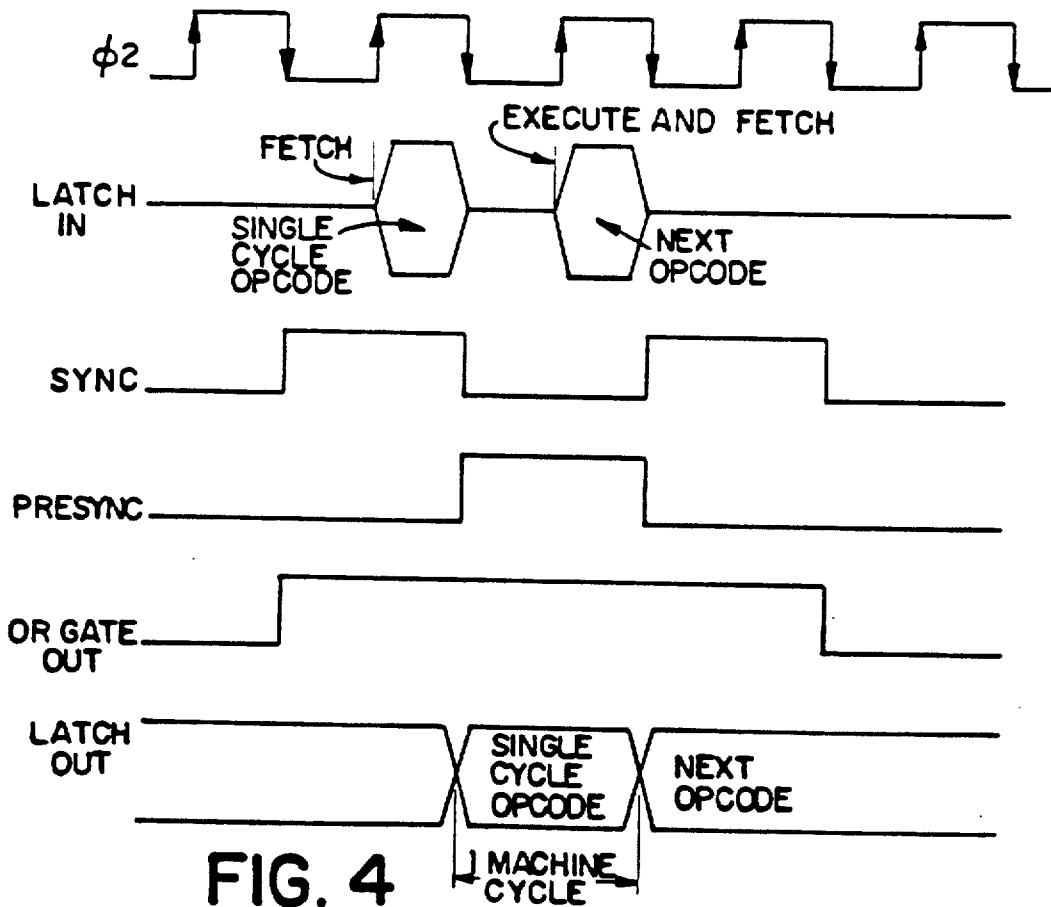 ϕ2
EXECUTE AND FETCH
FETCH
LATCH
IN
SINGLE
CYCLE
OPCODE
NEXT
OPCODE
SYNC
PRESYNC
OR GATE
OUT
LATCH
OUT
SINGLE
CYCLE
OPCODE
NEXT
OPCODE
1 MACHINE
CYCLE
FIG. 4